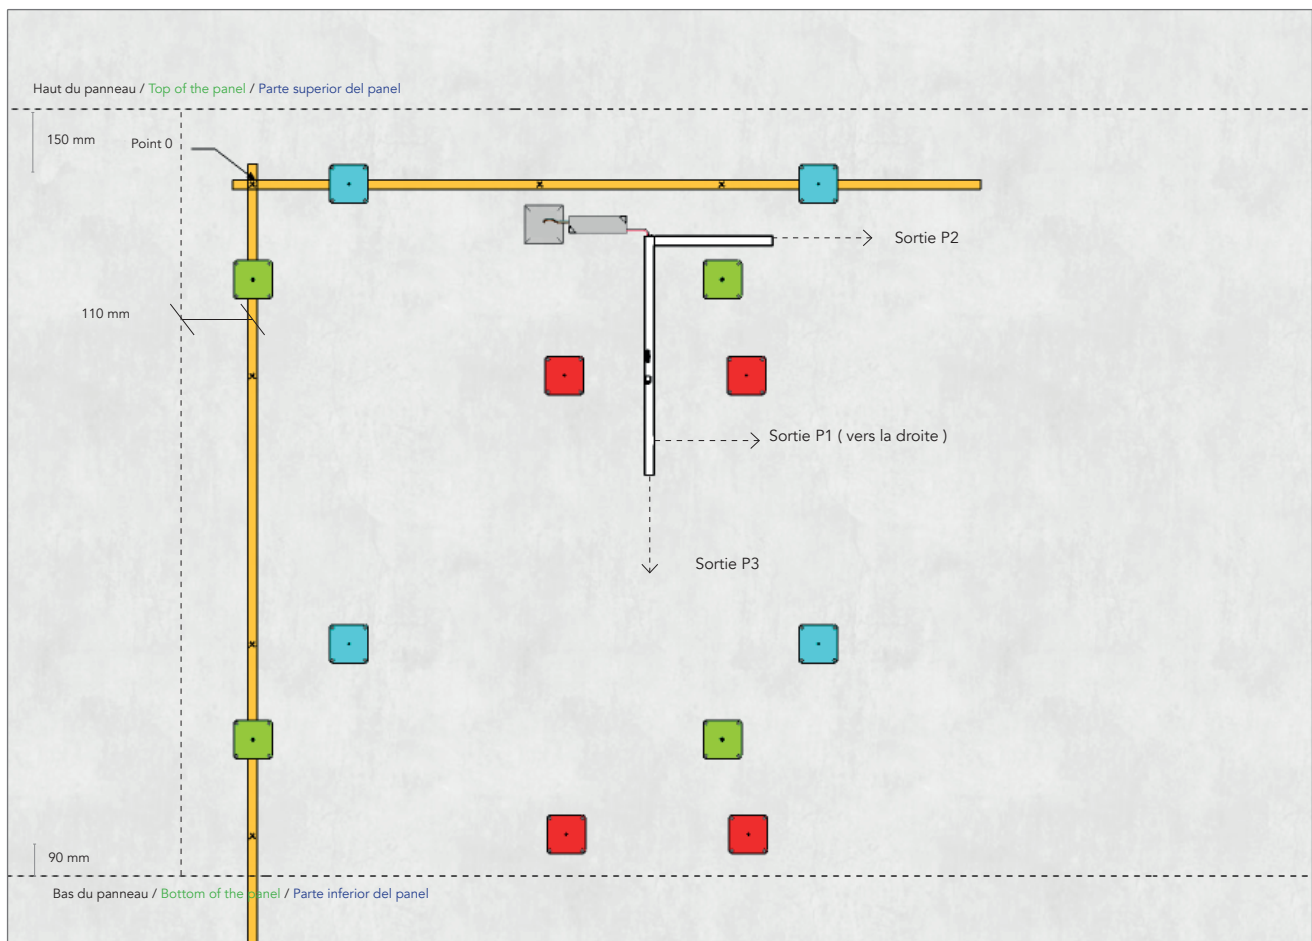 Haut du panneau / Top of the panel / Parte superior del panel
150 mm
Point 0
Sortie P2
110 mm
Sortie P1 ( vers la droite )
Sortie P3
90 mm
Bas du panneau / Bottom of the panel / Parte inferior del panel